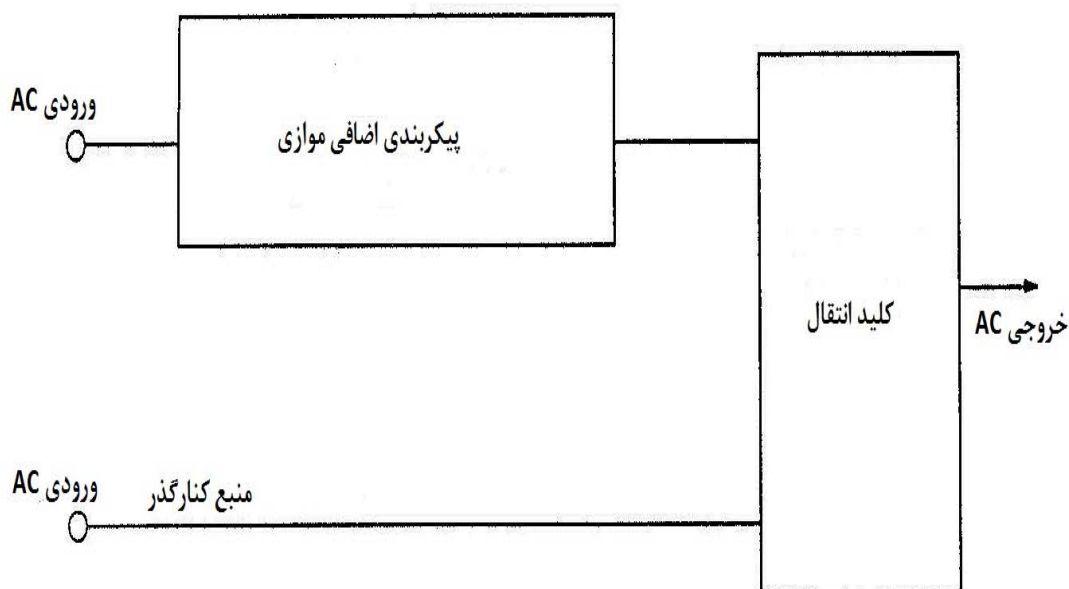 ورودی AC
پیکربندی اضافی موازی
کلید انتقال
خروجی AC
ورودی AC
منبع کنارگذر